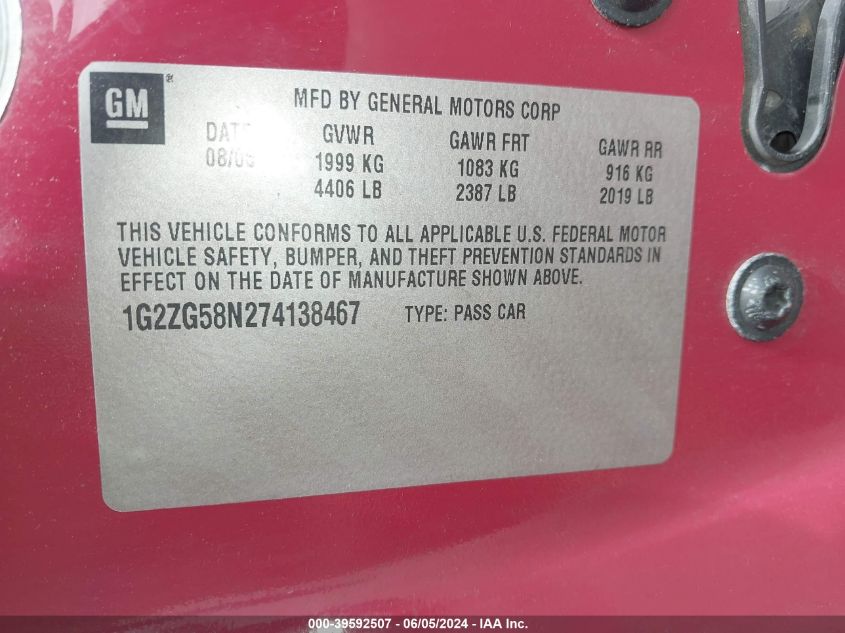 GM ®
MFD BY GENERAL MOTORS CORP
DATE GVWR GAWR FRT GAWR RR
1999 KG 1083 KG 916 KG
4406 LB 2387 LB 2019 LB
THIS VEHICLE CONFORMS TO ALL APPLICABLE U.S. FEDERAL MOTOR
VEHICLE SAFETY, BUMPER, AND THEFT PREVENTION STANDARDS IN
EFFECT ON THE DATE OF MANUFACTURE SHOWN ABOVE.
1G2ZG58N274138467 TYPE: PASS CAR
000-39592507 - 06/05/2024 - IAA Inc.